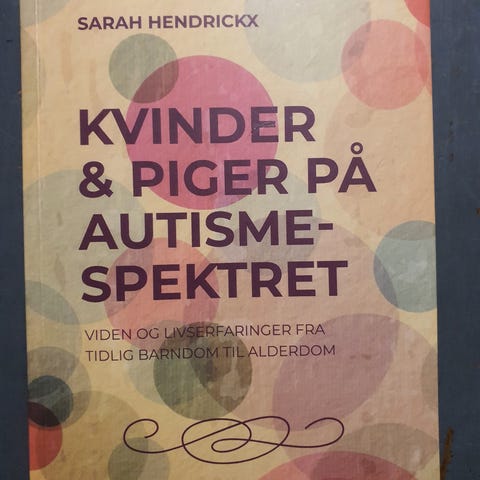 SARAH HENDRICKX
KVINDER
& PIGER PÅ
AUTISME-
SPEKTRET
VIDEN OG LIVSERFARINGER FRA
TIDLIG BARNDOM TIL ALDERDOM